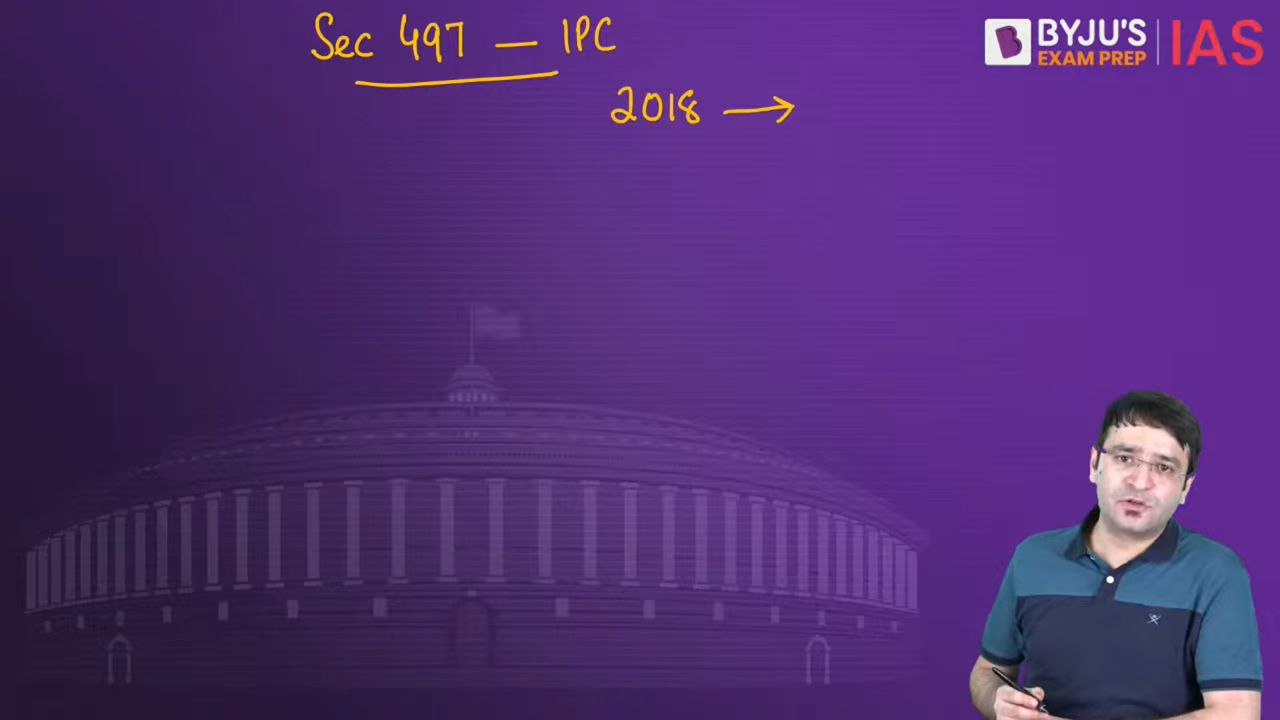 Sec 497 — IPC
2018 →
BYJU'S
EXAM PREP
IAS